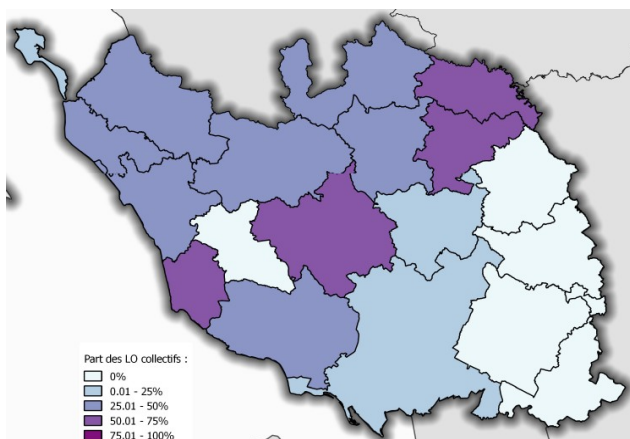 Part des LO collectifs :
0%
0.01 - 25%
25.01 - 50%
50.01 - 75%
75.01 - 100%